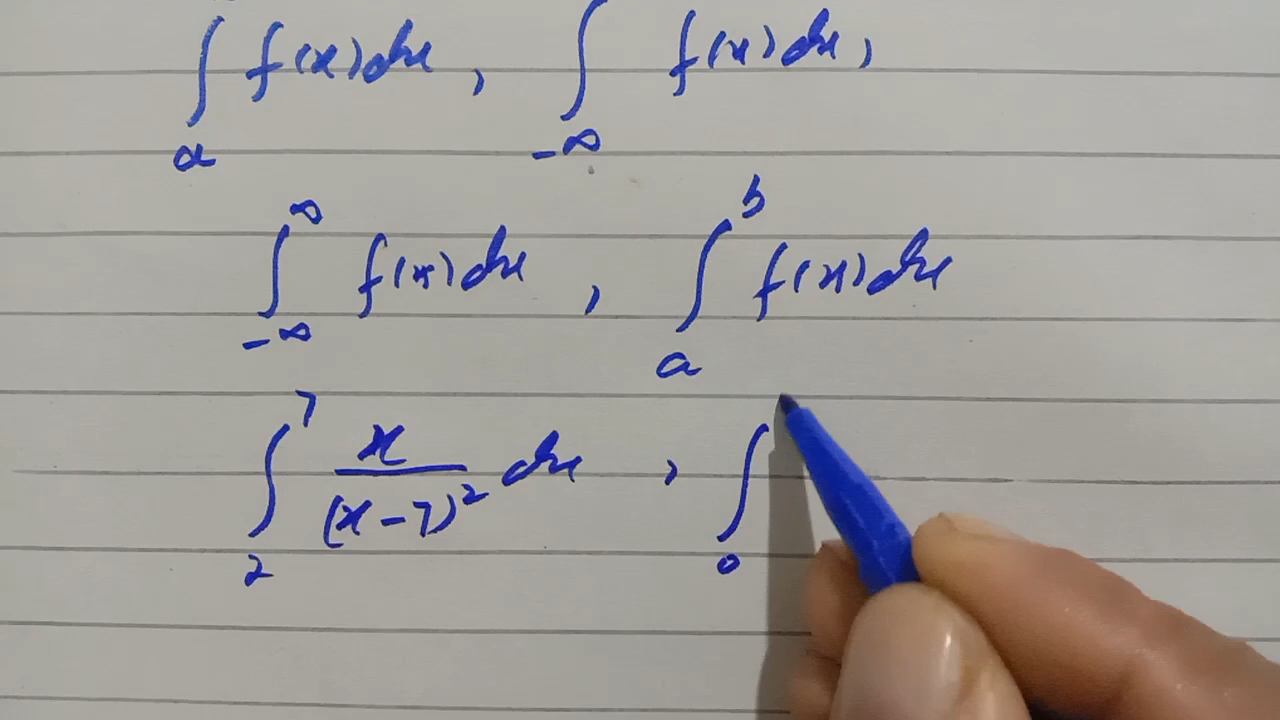 ∫_a f(x)dx, ∫_{-∞} f(x)dx,
∫_{-∞}^{∞} f(x)dx, ∫_a^b f(x)dx
∫_2^7 x/(x-7)^2 dx, ∫_0